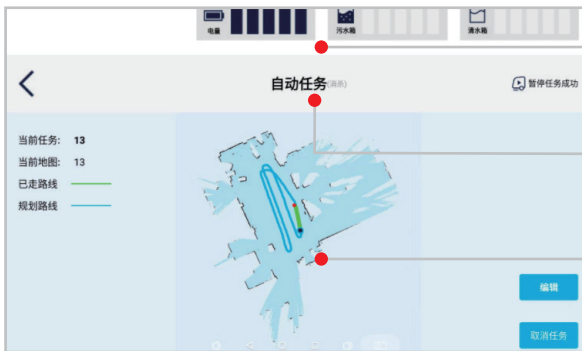 电量 污水箱 清水箱
自动任务(消杀)
暂停任务成功
当前任务: 13
当前地图: 13
已走路线
规划路线
编辑
取消任务